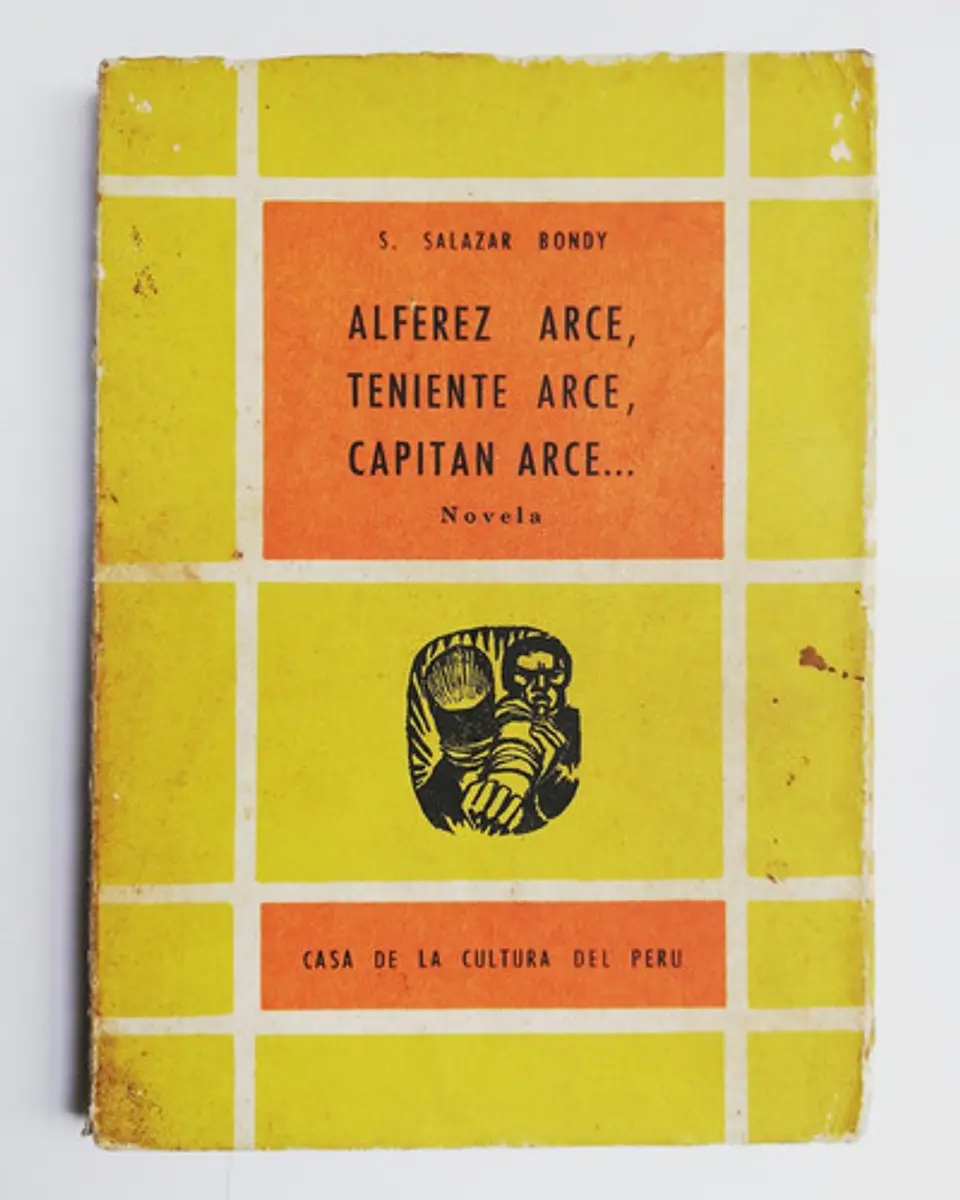 S. SALAZAR BONDY
ALFEREZ ARCE,
TENIENTE ARCE,
CAPITAN ARCE...
Novela
CASA DE LA CULTURA DEL PERU